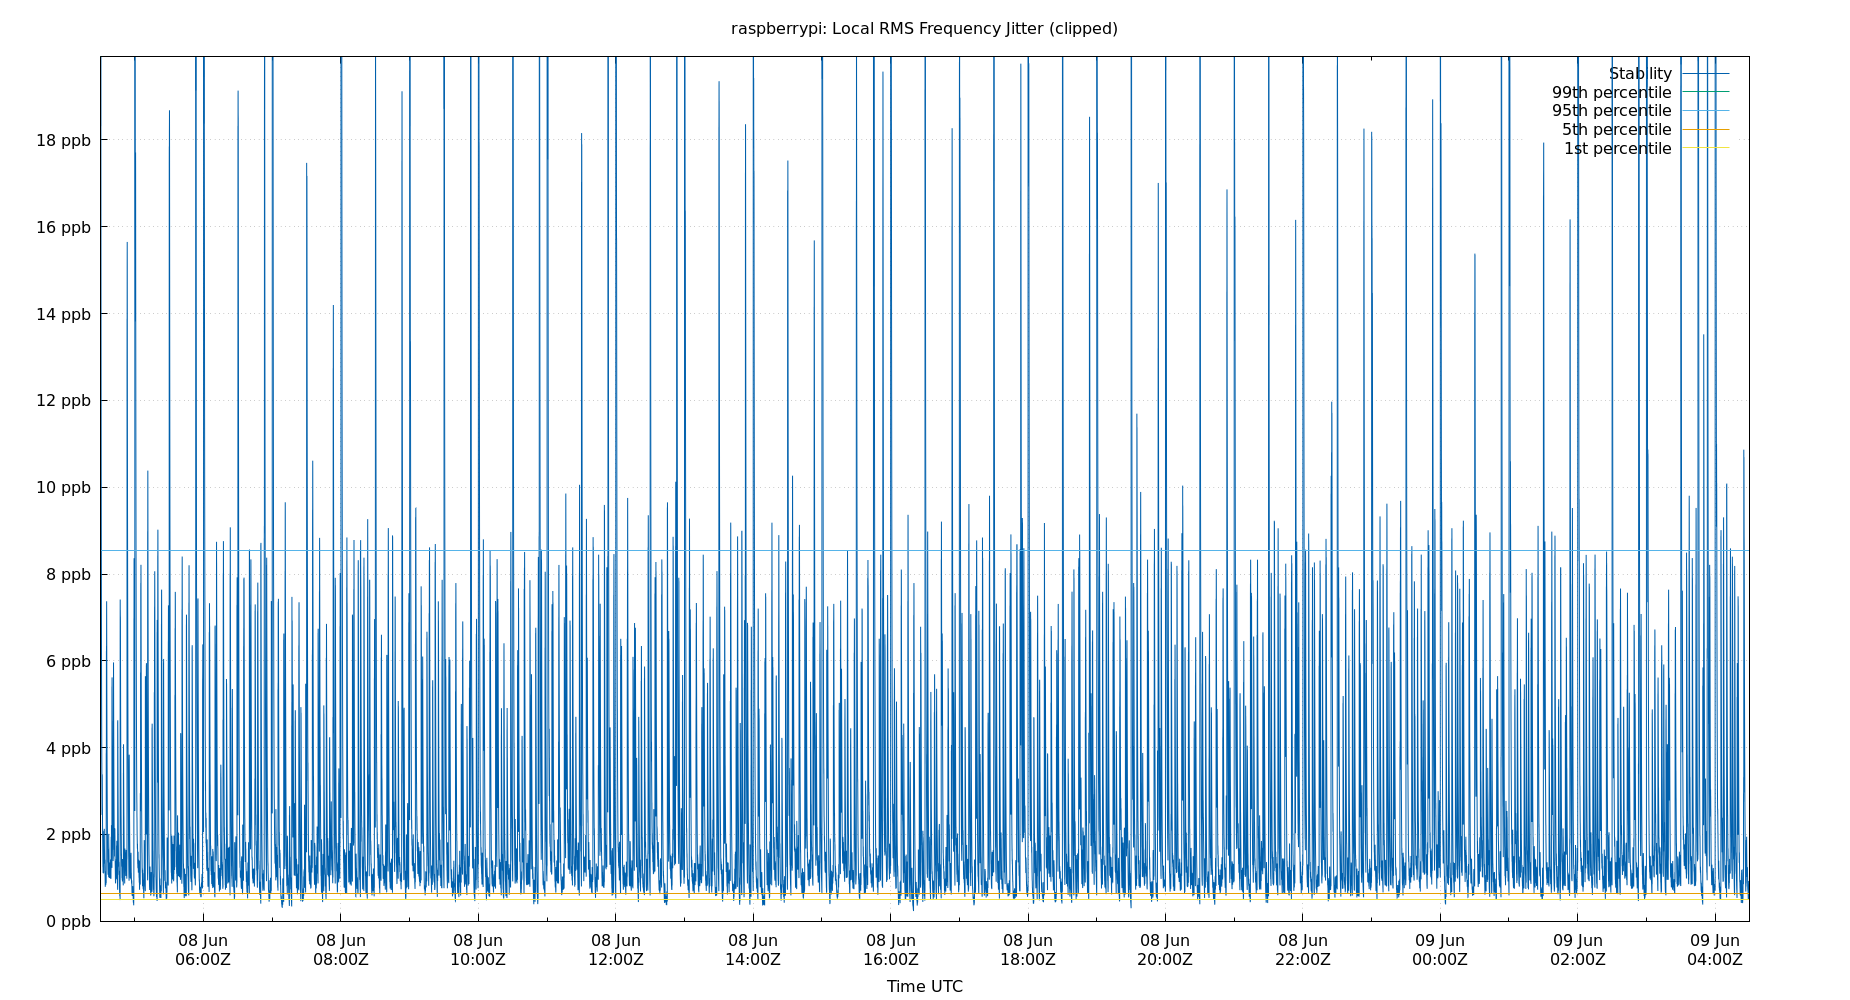 raspberrypi: Local RMS Frequency Jitter (clipped)
Stability
99th percentile
95th percentile
5th percentile
1st percentile
18 ppb
16 ppb
14 ppb
12 ppb
10 ppb
8 ppb
6 ppb
4 ppb
2 ppb
0 ppb
08 Jun 08 Jun 08 Jun 08 Jun 08 Jun 08 Jun 08 Jun 08 Jun 08 Jun 09 Jun 09 Jun 09 Jun
06:00Z 08:00Z 10:00Z 12:00Z 14:00Z 16:00Z 18:00Z 20:00Z 22:00Z 00:00Z 02:00Z 04:00Z
Time UTC